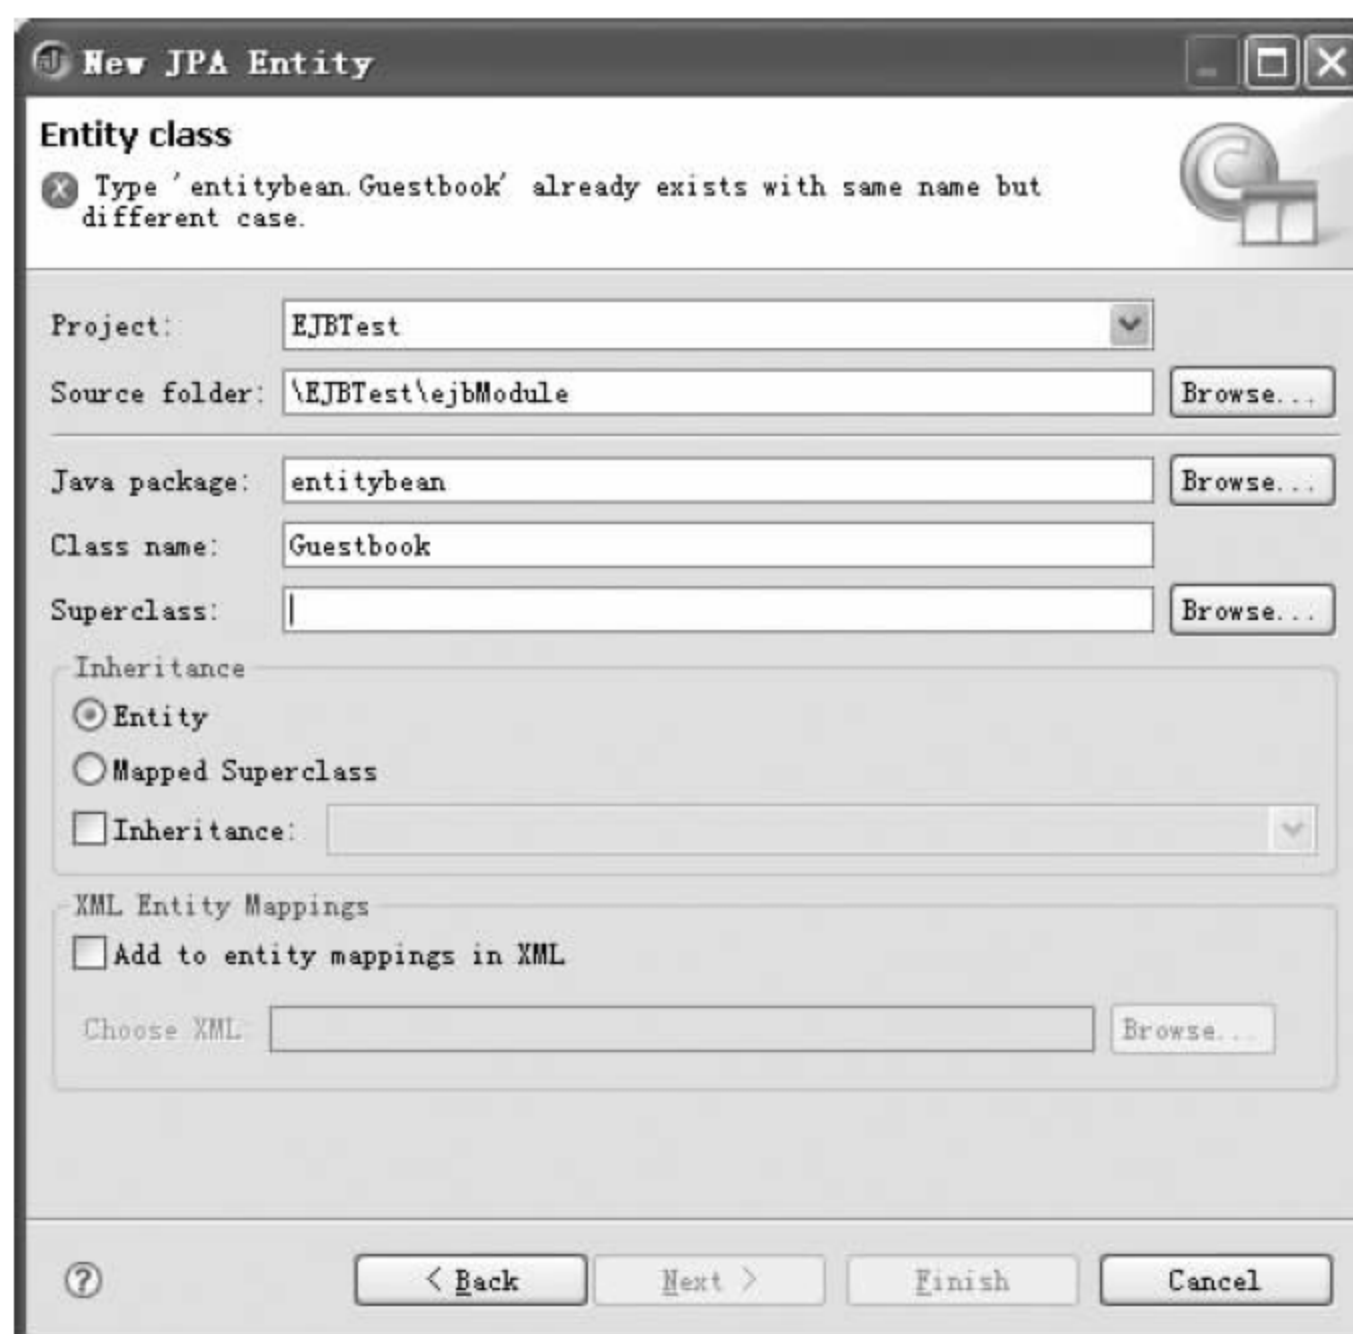 New JPA Entity
Entity class
Type 'entitybean.Guestbook' already exists with same name but
different case.
Project: EJBTest
Source folder: \EJBTest\ejbModule Browse...
Java package: entitybean Browse...
Class name: Guestbook
Superclass: Browse...
Inheritance
Entity
Mapped Superclass
Inheritance:
XML Entity Mappings
Add to entity mappings in XML
Choose XML Browse...
< Back Next > Finish Cancel